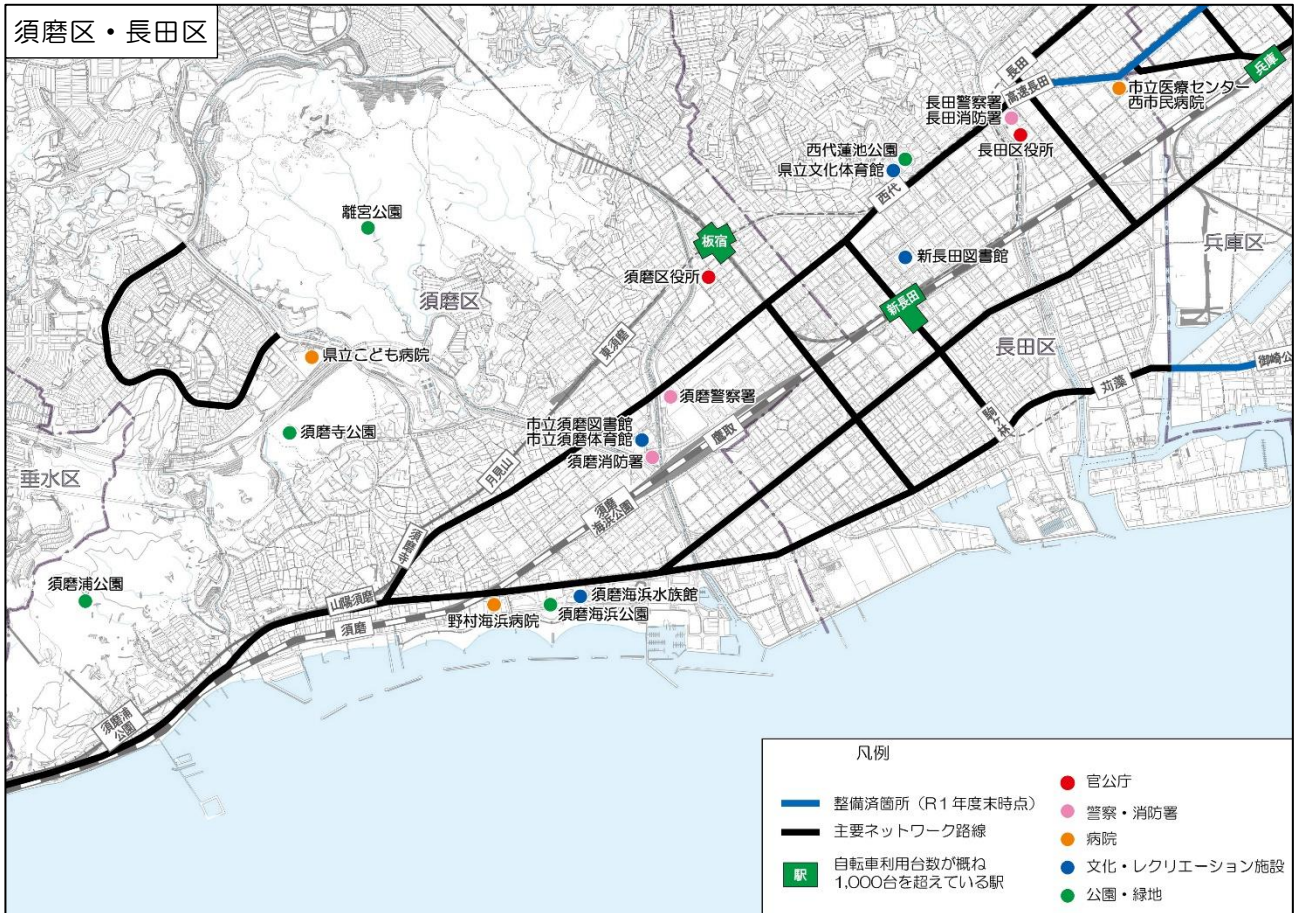 須磨区・長田区
兵庫
長田
高速長田
市立医療センター
西市民病院
長田警察署
長田消防署
長田区役所
西代蓮池公園
県立文化体育館
西代
離宮公園
板宿
兵庫区
須磨区役所
新長田図書館
須磨区
新長田
東須磨
長田区
県立こども病院
御崎公
苅藻
須磨警察署
駒ヶ林
市立須磨図書館
市立須磨体育館
須磨消防署
鷹取
須磨寺公園
垂水区
月見山
須磨
海浜公園
須磨寺
須磨浦公園
山陽須磨
須磨
野村海浜病院
須磨海浜公園
須磨海浜水族館
須磨浦
公園
凡例
整備済箇所（R1年度末時点）
主要ネットワーク路線
駅
自転車利用台数が概ね
1,000台を超えている駅
官公庁
警察・消防署
病院
文化・レクリエーション施設
公園・緑地